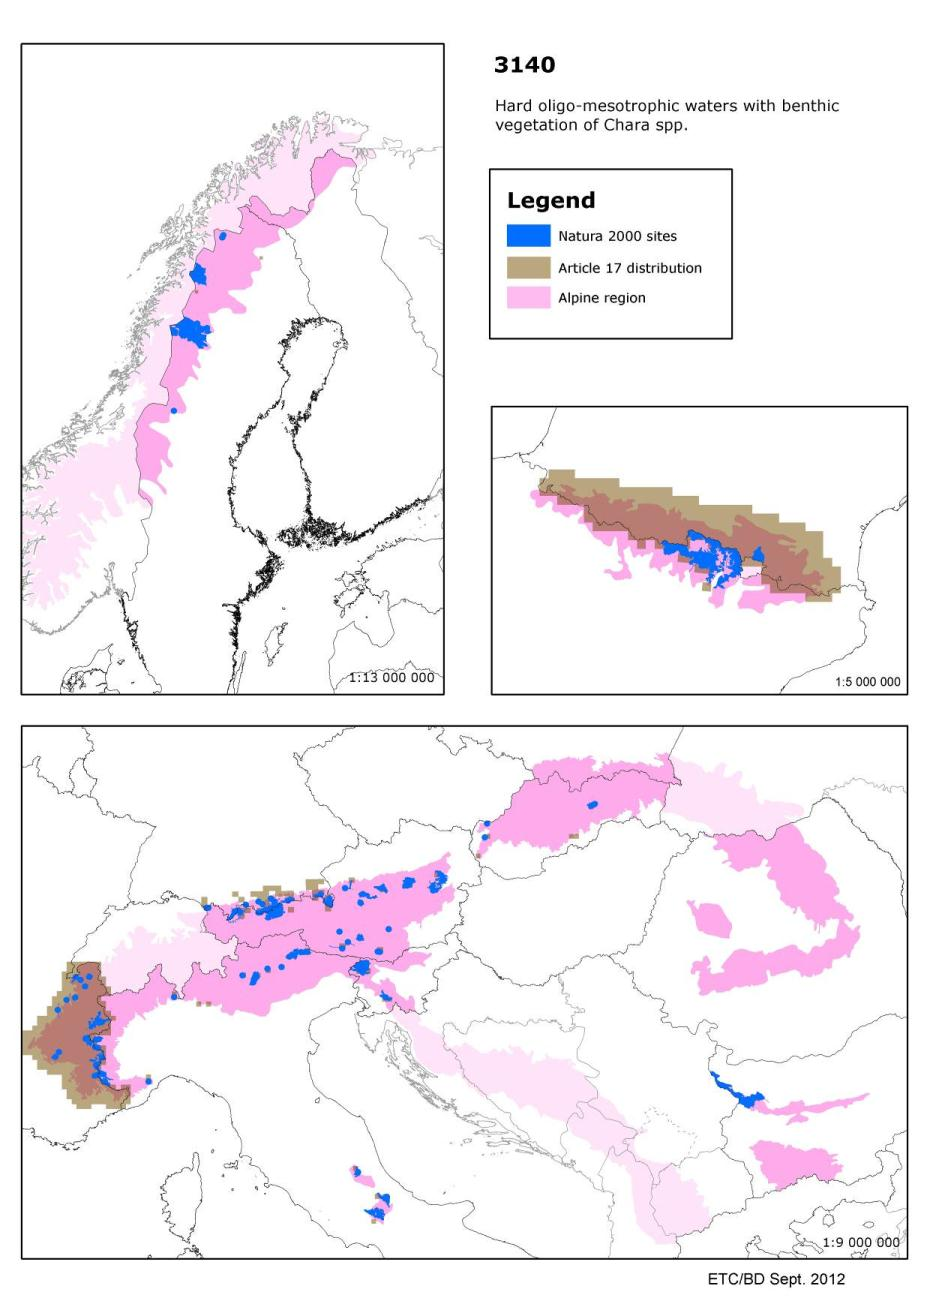 3140
Hard oligo-mesotrophic waters with benthic
vegetation of Chara spp.
Legend
Natura 2000 sites
Article 17 distribution
Alpine region
1:13 000 000
1:5 000 000
1:9 000 000
ETC/BD Sept. 2012